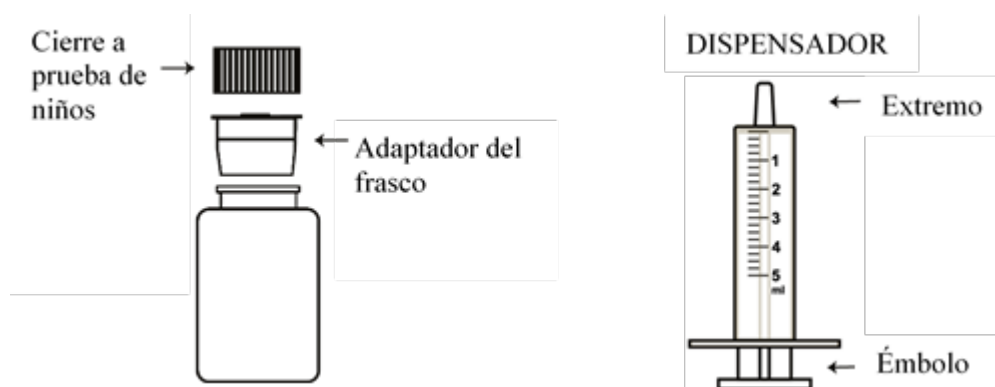 Cierre a
prueba de
niños
Adaptador del
frasco
DISPENSADOR
Extremo
1
2
3
4
5
ml
Émbolo